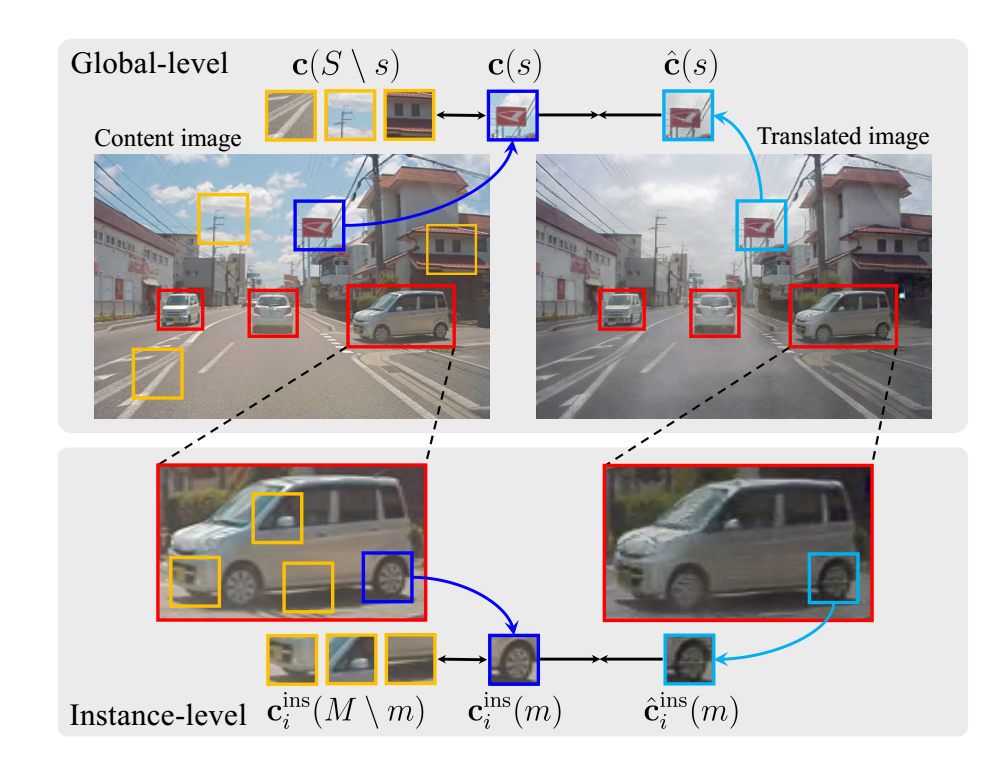 Global-level
c(S \ s) c(s) ĉ(s)
Content image Translated image
Instance-level c_i^ins(M \ m) c_i^ins(m) ĉ_i^ins(m)